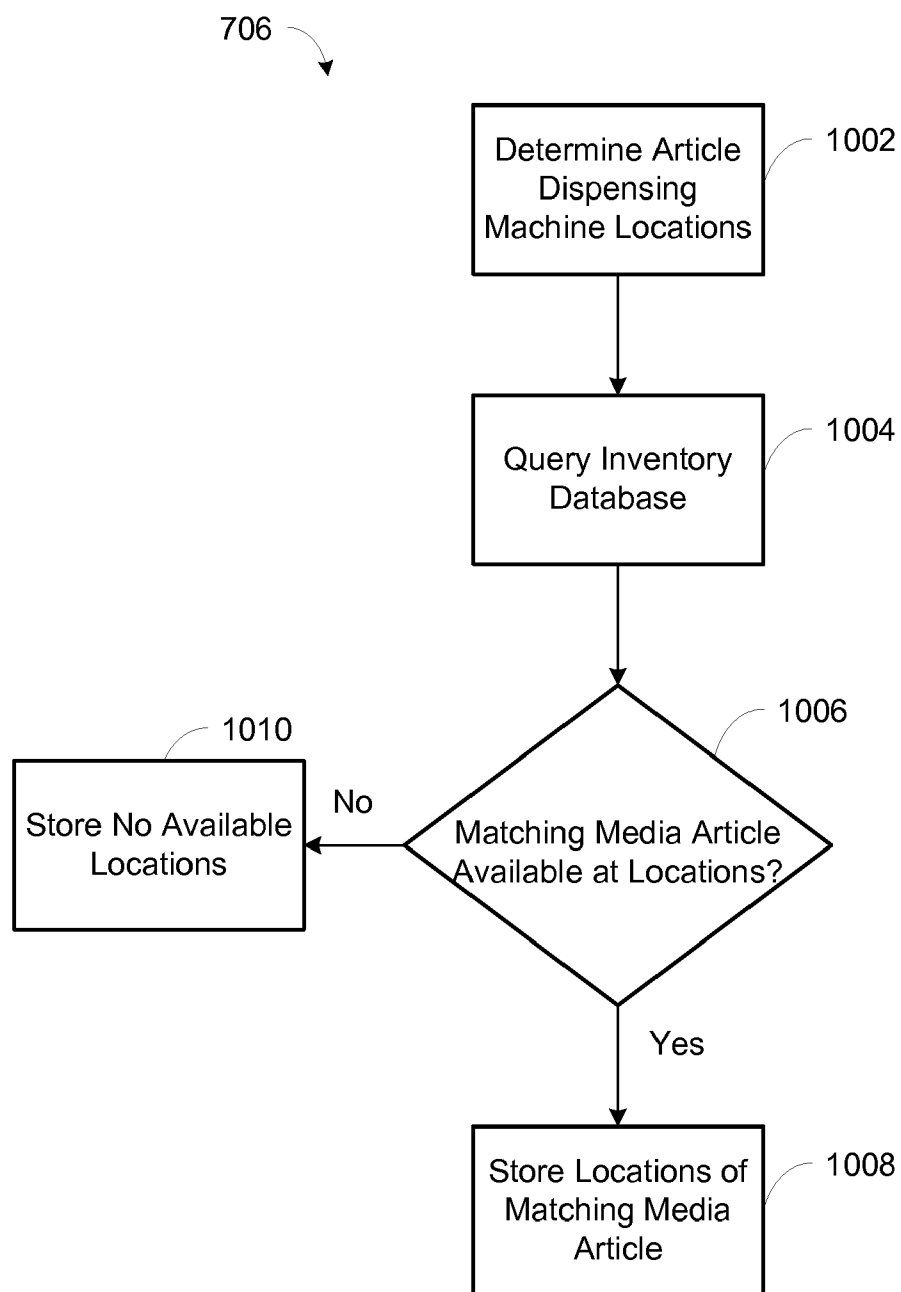 706
Determine Article
Dispensing
Machine Locations
1002
Query Inventory
Database
1004
1006
Matching Media Article
Available at Locations?
No
1010
Store No Available
Locations
Yes
Store Locations of
Matching Media
Article
1008